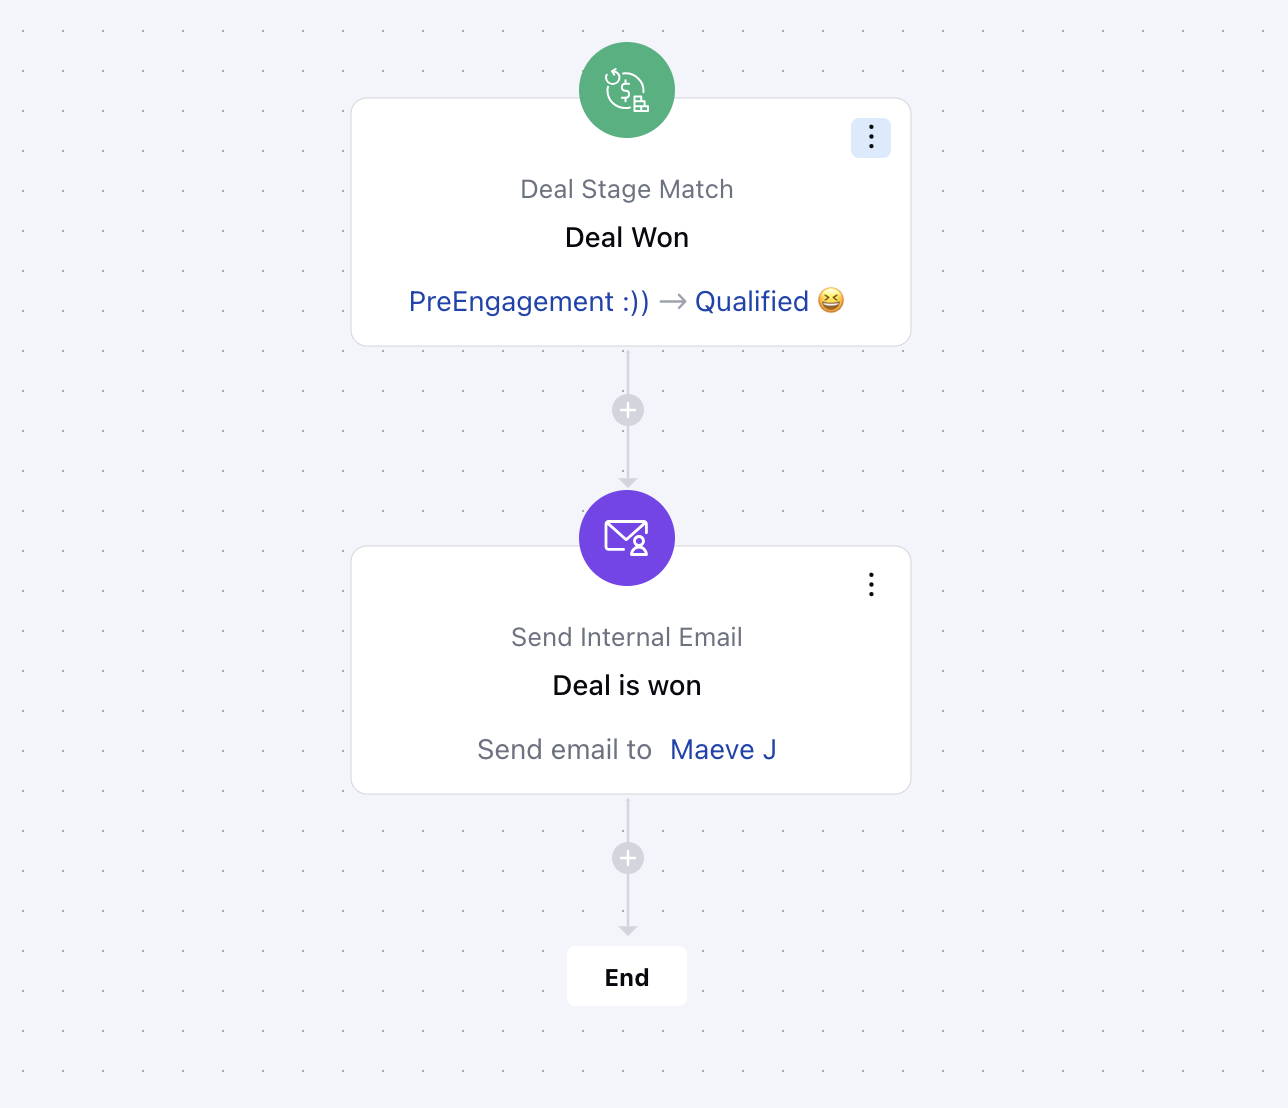 Deal Stage Match
Deal Won
PreEngagement :)) → Qualified 😆
Send Internal Email
Deal is won
Send email to Maeve J
End